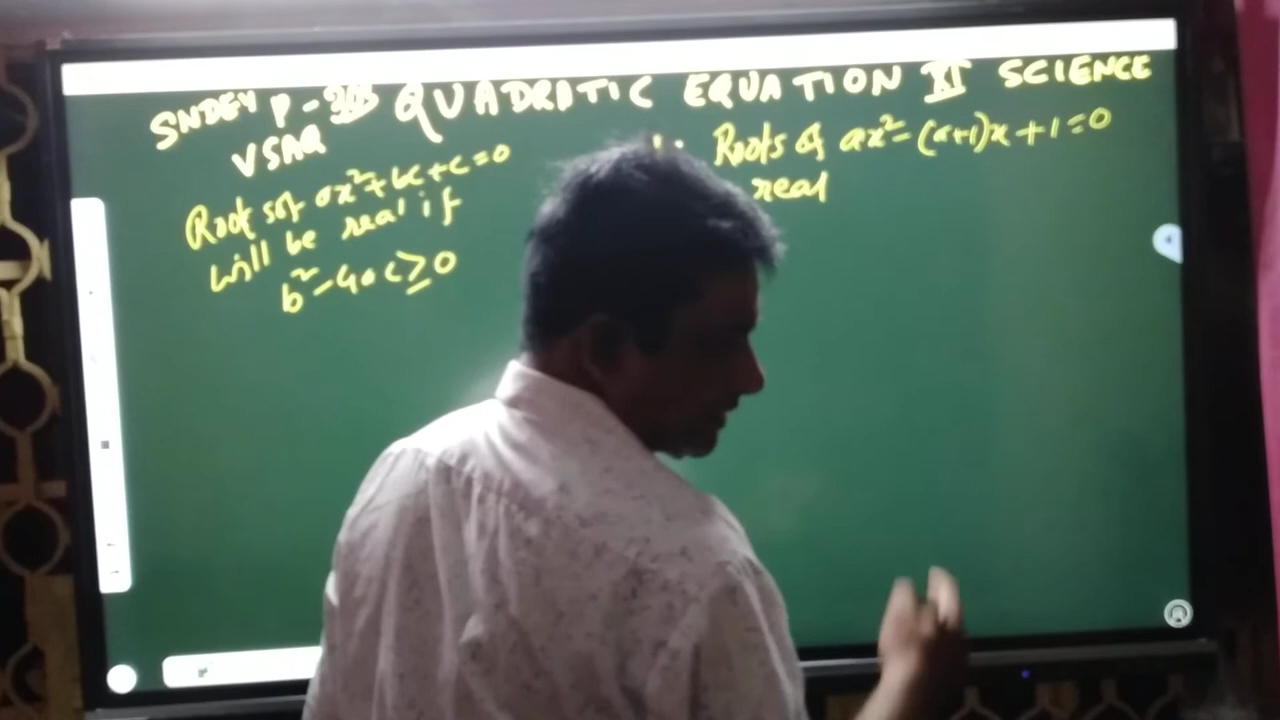 SNDEY P - QUADRATIC EQUATION XI SCIENCE
VSAQ
Roots of ax²+bx+c=0
will be real if
b²-4ac≥0
Roots of ax²-(a+1)x+1=0
real